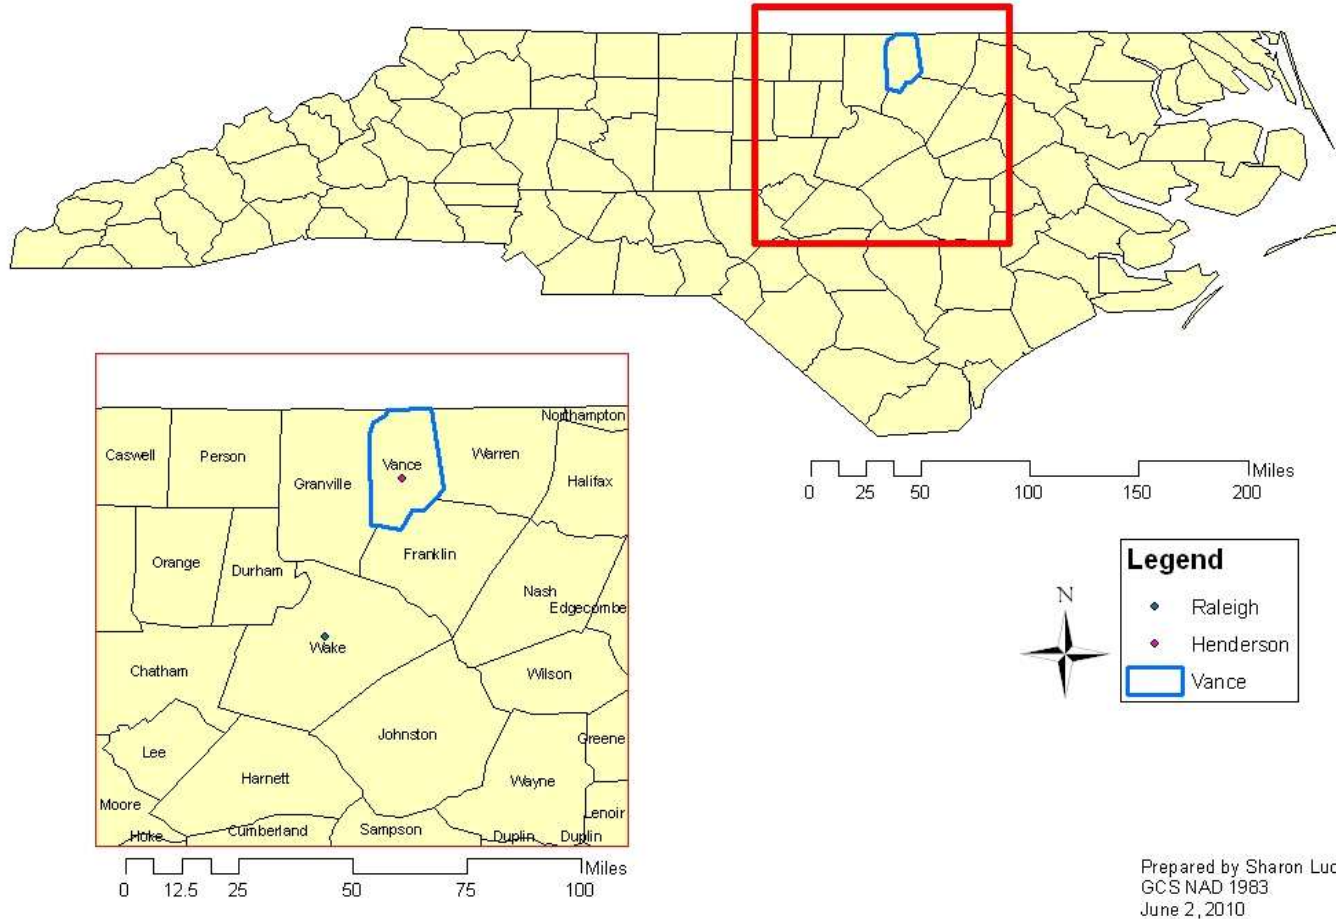 Northampton
Caswell
Person
Vance
Warren
Granville
Halifax
Orange
Durham
Franklin
Nash
Edgecombe
Wake
Chatham
Wilson
Johnston
Greene
Lee
Harnett
Wayne
Moore
Lenoir
Hoke
Cumberland
Sampson
Duplin
Duplin
0 12.5 25 50 75 100 Miles
0 25 50 100 150 200 Miles
N
Legend
Raleigh
Henderson
Vance
Prepared by Sharon Luc
GCS NAD 1983
June 2, 2010